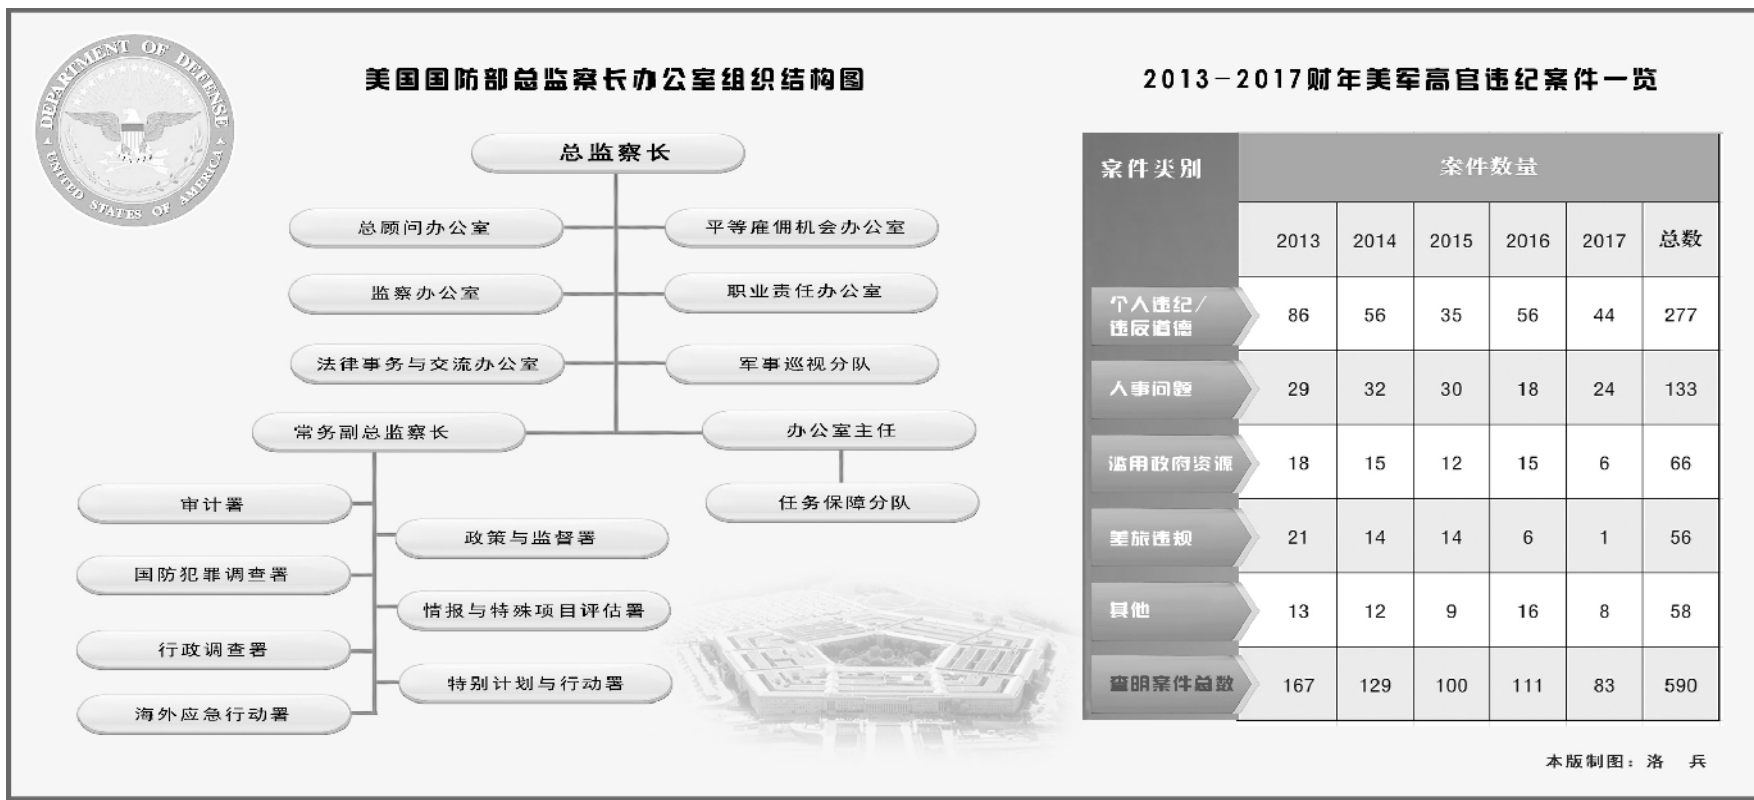 DEPARTMENT OF DEFENSE
UNITED STATES OF AMERICA
美国国防部总监察长办公室组织结构图
总监察长
总顾问办公室
平等雇佣机会办公室
监察办公室
职业责任办公室
法律事务与交流办公室
军事巡视分队
常务副总监察长
办公室主任
任务保障分队
审计署
政策与监督署
国防犯罪调查署
情报与特殊项目评估署
行政调查署
特别计划与行动署
海外应急行动署
2013-2017财年美军高官违纪案件一览
案件类别 案件数量
2013 2014 2015 2016 2017 总数
个人违纪/
违反道德 86 56 35 56 44 277
人事问题 29 32 30 18 24 133
滥用政府资源 18 15 12 15 6 66
差旅违规 21 14 14 6 1 56
其他 13 12 9 16 8 58
查明案件总数 167 129 100 111 83 590
本版制图：洛 兵